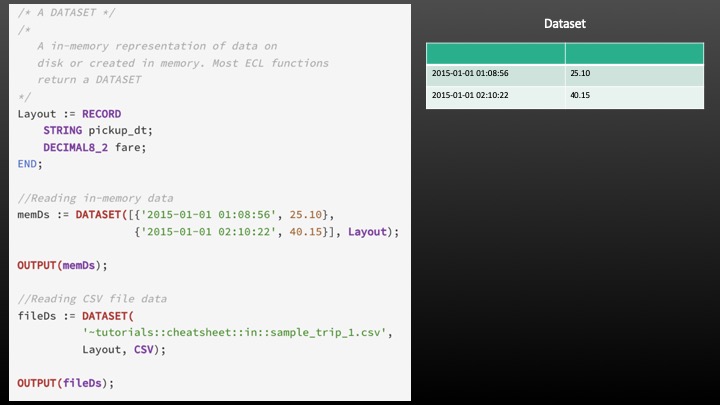 /* A DATASET */
/*
A in-memory representation of data on
disk or created in memory. Most ECL functions
return a DATASET
*/
Layout := RECORD
STRING pickup_dt;
DECIMAL8_2 fare;
END;
//Reading in-memory data
memDs := DATASET([{'2015-01-01 01:08:56', 25.10},
{'2015-01-01 02:10:22', 40.15}], Layout);
OUTPUT(memDs);
//Reading CSV file data
fileDs := DATASET(
'~tutorials::cheatsheet::in::sample_trip_1.csv',
Layout, CSV);
OUTPUT(fileDs);
Dataset
2015-01-01 01:08:56 25.10
2015-01-01 02:10:22 40.15